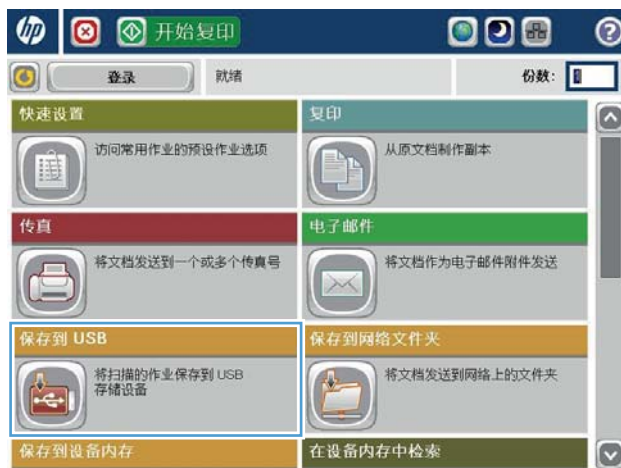 hp 开始复印 ?
登录 就绪 份数: 1
快速设置
访问常用作业的预设作业选项
复印
从原文档制作副本
传真
将文档发送到一个或多个传真号
电子邮件
将文档作为电子邮件附件发送
保存到 USB
将扫描的作业保存到 USB
存储设备
保存到网络文件夹
将文档发送到网络上的文件夹
保存到设备内存
在设备内存中检索